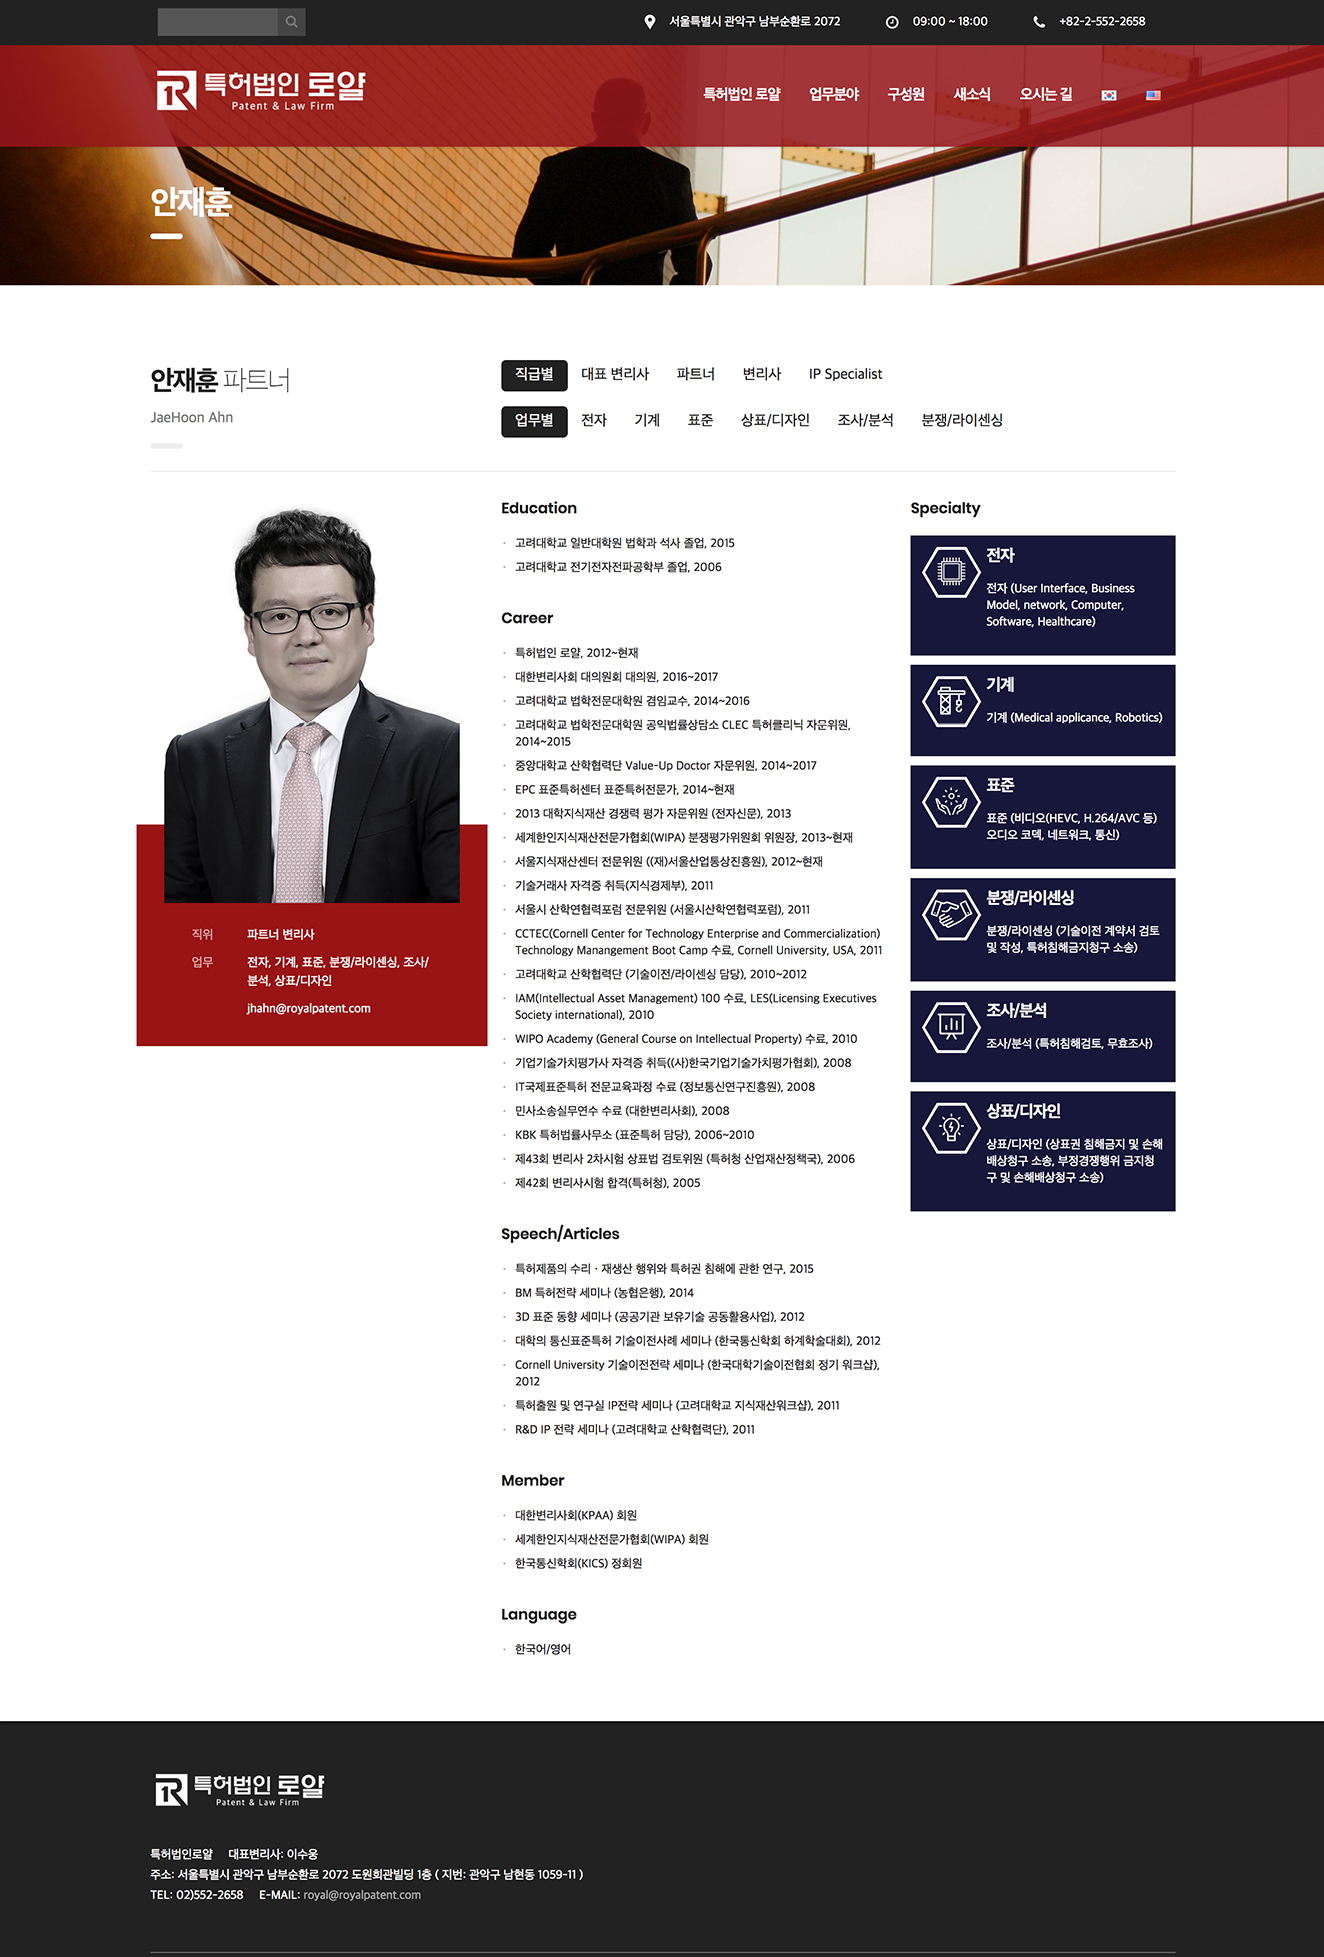 서울특별시 관악구 남부순환로 2072
09:00 ~ 18:00
+82-2-552-2658
특허법인 로얄
Patent & Law Firm
특허법인 로얄
업무분야
구성원
새소식
오시는 길
안재훈
안재훈 파트너
JaeHoon Ahn
직급별 대표 변리사 파트너 변리사 IP Specialist
업무별 전자 기계 표준 상표/디자인 조사/분석 분쟁/라이센싱
직위 파트너 변리사
업무 전자, 기계, 표준, 분쟁/라이센싱, 조사/
분석, 상표/디자인
jhahn@royalpatent.com
Education
고려대학교 일반대학원 법학과 석사 졸업, 2015
고려대학교 전기전자전파공학부 졸업, 2006
Career
특허법인 로얄, 2012~현재
대한변리사회 대의원회 대의원, 2016~2017
고려대학교 법학전문대학원 겸임교수, 2014~2016
고려대학교 법학전문대학원 공익법률상담소 CLEC 특허클리닉 자문위원,
2014~2015
중앙대학교 산학협력단 Value-Up Doctor 자문위원, 2014~2017
EPC 표준특허센터 표준특허전문가, 2014~현재
2013 대학지식재산 경쟁력 평가 자문위원 (전자신문), 2013
세계한인지식재산전문가협회(WIPA) 분쟁평가위원회 위원장, 2013~현재
서울지식재산센터 전문위원 ((재)서울산업통상진흥원), 2012~현재
기술거래사 자격증 취득(지식경제부), 2011
서울시 산학연협력포럼 전문위원 (서울시산학연협력포럼), 2011
CCTEC(Cornell Center for Technology Enterprise and Commercialization)
Technology Manangement Boot Camp 수료, Cornell University, USA, 2011
고려대학교 산학협력단 (기술이전/라이센싱 담당), 2010~2012
IAM(Intellectual Asset Management) 100 수료, LES(Licensing Executives
Society international), 2010
WIPO Academy (General Course on Intellectual Property) 수료, 2010
기업기술가치평가사 자격증 취득((사)한국기업기술가치평가협회), 2008
IT국제표준특허 전문교육과정 수료 (정보통신연구진흥원), 2008
민사소송실무연수 수료 (대한변리사회), 2008
KBK 특허법률사무소 (표준특허 담당), 2006~2010
제43회 변리사 2차시험 상표법 검토위원 (특허청 산업재산정책국), 2006
제42회 변리사시험 합격(특허청), 2005
Speech/Articles
특허제품의 수리 · 재생산 행위와 특허권 침해에 관한 연구, 2015
BM 특허전략 세미나 (농협은행), 2014
3D 표준 동향 세미나 (공공기관 보유기술 공동활용사업), 2012
대학의 통신표준특허 기술이전사례 세미나 (한국통신학회 하계학술대회), 2012
Cornell University 기술이전전략 세미나 (한국대학기술이전협회 정기 워크샵),
2012
특허출원 및 연구실 IP전략 세미나 (고려대학교 지식재산워크샵), 2011
R&D IP 전략 세미나 (고려대학교 산학협력단), 2011
Member
대한변리사회(KPAA) 회원
세계한인지식재산전문가협회(WIPA) 회원
한국통신학회(KICS) 정회원
Language
한국어/영어
Specialty
전자
전자 (User Interface, Business
Model, network, Computer,
Software, Healthcare)
기계
기계 (Medical applicance, Robotics)
표준
표준 (비디오(HEVC, H.264/AVC 등)
오디오 코덱, 네트워크, 통신)
분쟁/라이센싱
분쟁/라이센싱 (기술이전 계약서 검토
및 작성, 특허침해금지청구 소송)
조사/분석
조사/분석 (특허침해검토, 무효조사)
상표/디자인
상표/디자인 (상표권 침해금지 및 손해
배상청구 소송, 부정경쟁행위 금지청
구 및 손해배상청구 소송)
특허법인 로얄
Patent & Law Firm
특허법인로얄 대표변리사: 이수웅
주소: 서울특별시 관악구 남부순환로 2072 도원회관빌딩 1층 ( 지번: 관악구 남현동 1059-11 )
TEL: 02)552-2658 E-MAIL: royal@royalpatent.com